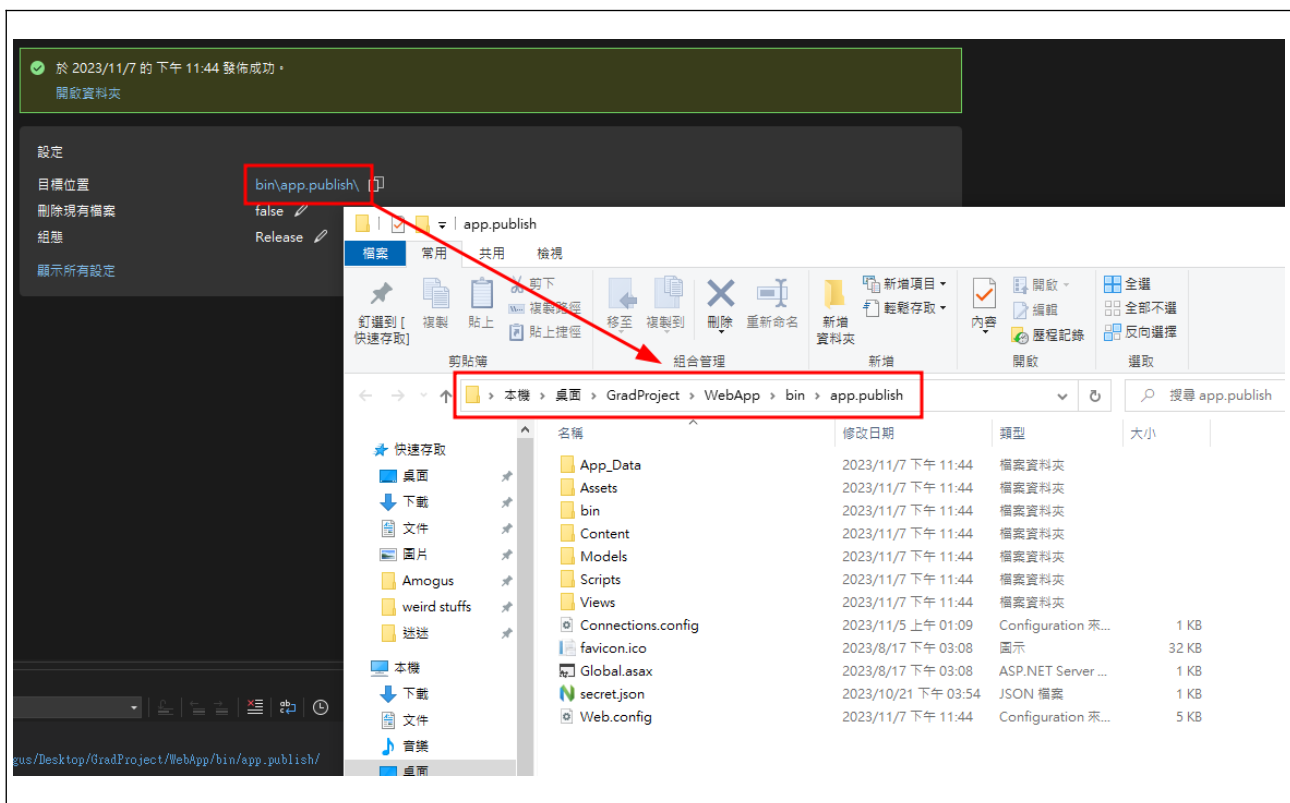 於 2023/11/7 的 下午 11:44 發佈成功。
開啟資料夾
設定
目標位置 bin\app.publish\
刪除現有檔案 false
組態 Release
顯示所有設定
app.publish
檔案 常用 共用 檢視
釘選到 [快速存取]
複製
貼上
剪下
複製路徑
貼上捷徑
剪貼簿
移至
複製到
刪除
重新命名
組合管理
新增資料夾
新增項目
輕鬆存取
新增
內容
開啟
編輯
歷程記錄
開啟
全選
全部不選
反向選擇
選取
本機 › 桌面 › GradProject › WebApp › bin › app.publish
搜尋 app.publish
快速存取
桌面
下載
文件
圖片
Amogus
weird stuffs
迷迷
本機
下載
文件
音樂
桌面
名稱 修改日期 類型 大小
App_Data 2023/11/7 下午 11:44 檔案資料夾
Assets 2023/11/7 下午 11:44 檔案資料夾
bin 2023/11/7 下午 11:44 檔案資料夾
Content 2023/11/7 下午 11:44 檔案資料夾
Models 2023/11/7 下午 11:44 檔案資料夾
Scripts 2023/11/7 下午 11:44 檔案資料夾
Views 2023/11/7 下午 11:44 檔案資料夾
Connections.config 2023/11/5 上午 01:09 Configuration 來... 1 KB
favicon.ico 2023/8/17 下午 03:08 圖示 32 KB
Global.asax 2023/8/17 下午 03:08 ASP.NET Server ... 1 KB
secret.json 2023/10/21 下午 03:54 JSON 檔案 1 KB
Web.config 2023/11/7 下午 11:44 Configuration 來... 5 KB
gus/Desktop/GradProject/WebApp/bin/app.publish/